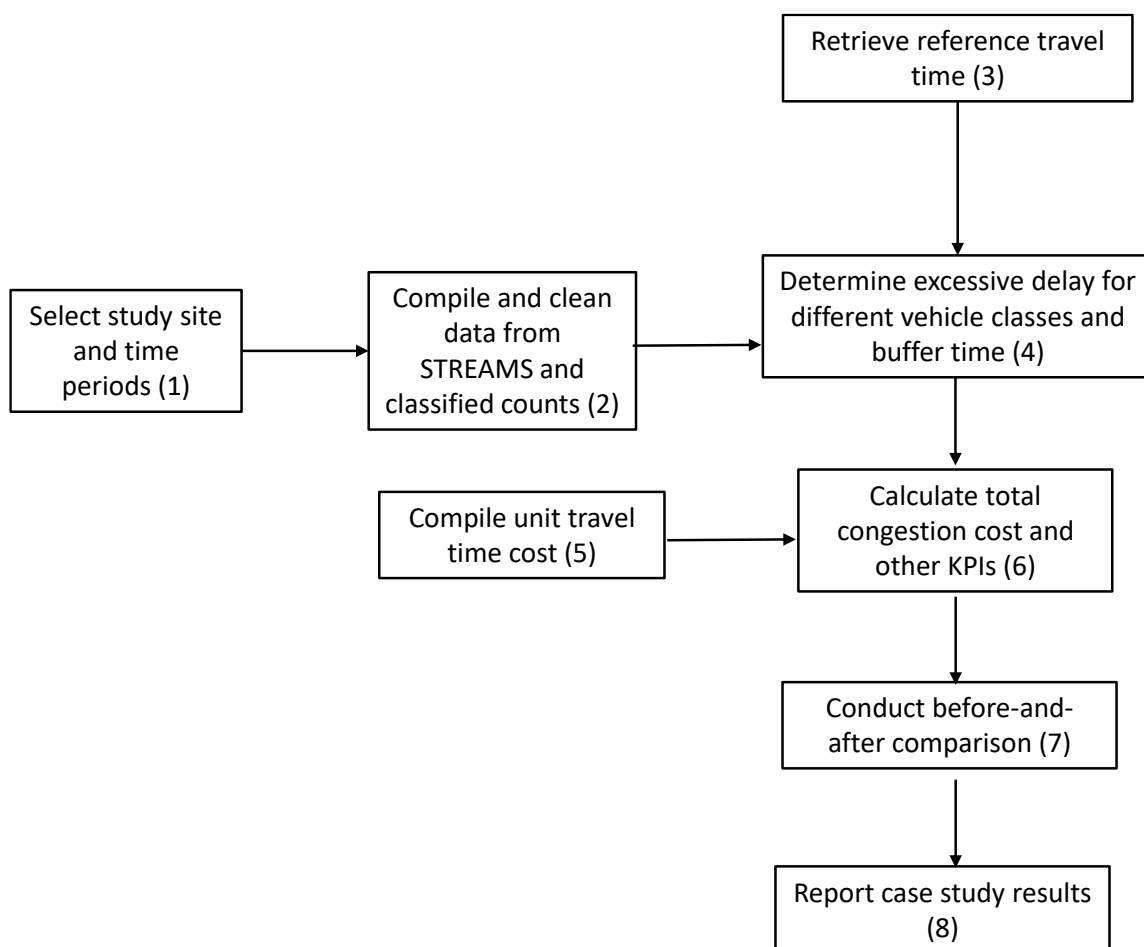 Retrieve reference travel
time (3)
Select study site
and time
periods (1)
Compile and clean
data from
STREAMS and
classified counts (2)
Determine excessive delay for
different vehicle classes and
buffer time (4)
Compile unit travel
time cost (5)
Calculate total
congestion cost and
other KPIs (6)
Conduct before-and-
after comparison (7)
Report case study results
(8)